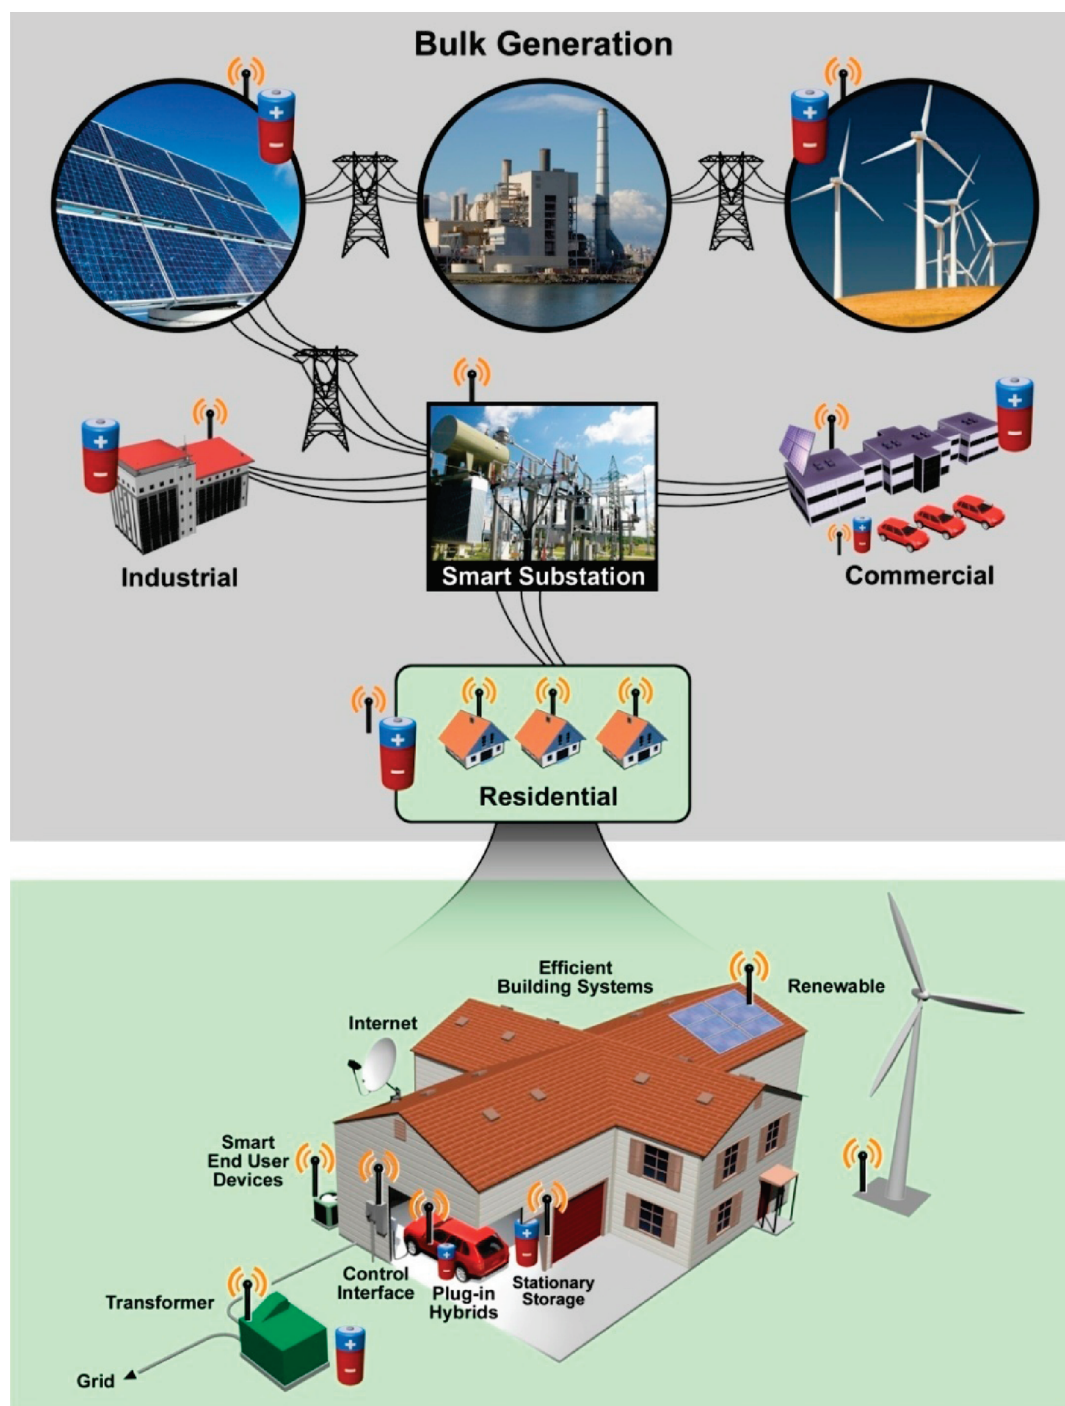 Bulk Generation
Smart Substation
Industrial
Commercial
Residential
Efficient
Building Systems
Renewable
Internet
Smart
End User
Devices
Control
Interface
Plug-in
Hybrids
Stationary
Storage
Transformer
Grid